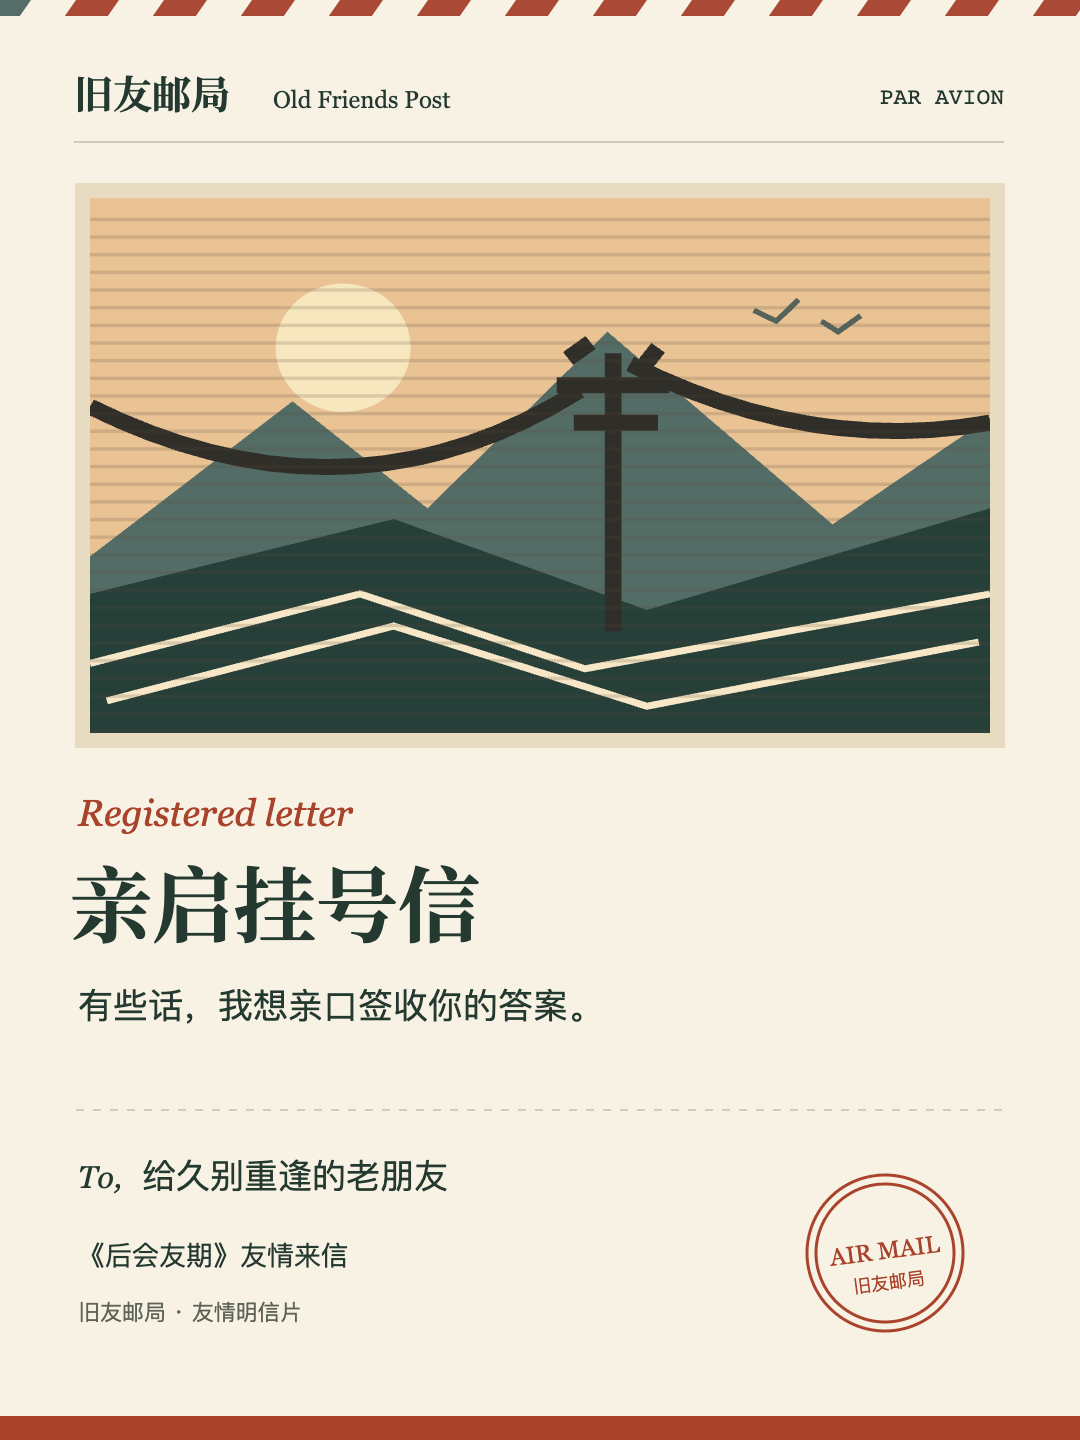 旧友邮局 Old Friends Post PAR AVION
Registered letter
亲启挂号信
有些话，我想亲口签收你的答案。
To, 给久别重逢的老朋友
《后会友期》友情来信
旧友邮局 · 友情明信片
AIR MAIL
旧友邮局